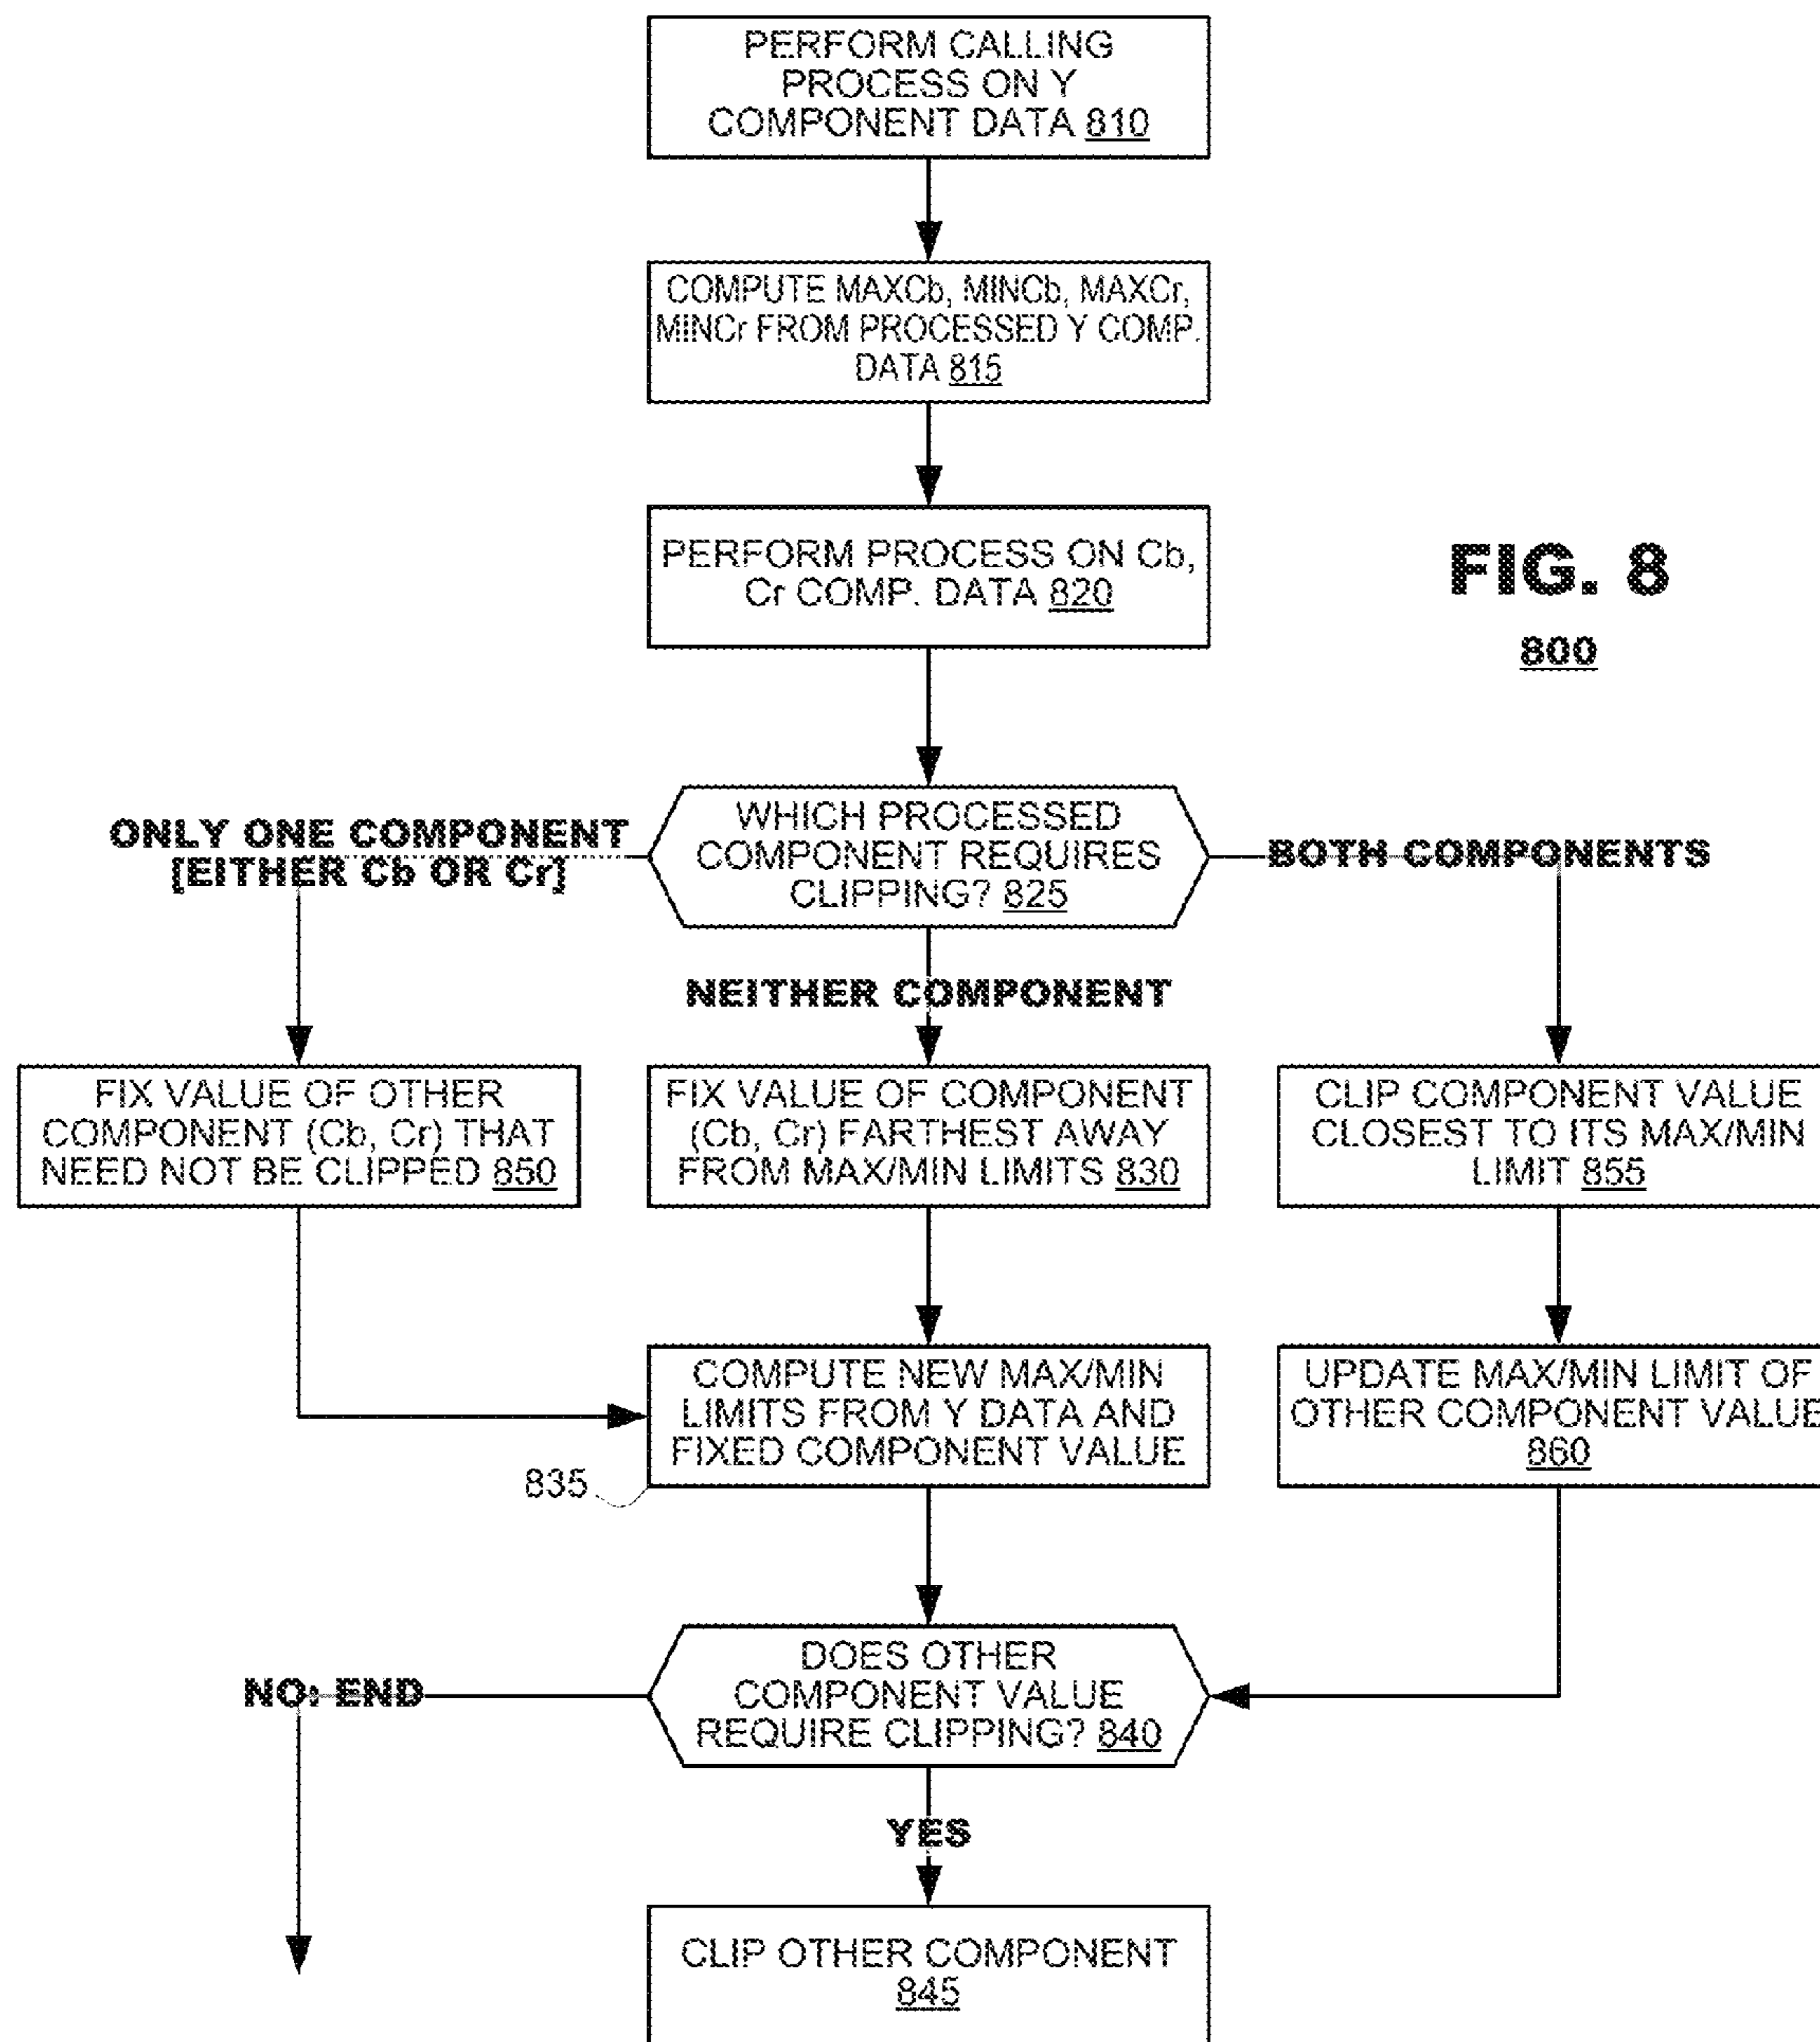 PERFORM CALLING
PROCESS ON Y
COMPONENT DATA 810
COMPUTE MAXCb, MINCb, MAXCr,
MINCr FROM PROCESSED Y COMP.
DATA 815
PERFORM PROCESS ON Cb,
Cr COMP. DATA 820
FIG. 8
800
WHICH PROCESSED
COMPONENT REQUIRES
CLIPPING? 825
ONLY ONE COMPONENT
[EITHER Cb OR Cr]
BOTH COMPONENTS
NEITHER COMPONENT
FIX VALUE OF OTHER
COMPONENT (Cb, Cr) THAT
NEED NOT BE CLIPPED 850
FIX VALUE OF COMPONENT
(Cb, Cr) FARTHEST AWAY
FROM MAX/MIN LIMITS 830
CLIP COMPONENT VALUE
CLOSEST TO ITS MAX/MIN
LIMIT 855
COMPUTE NEW MAX/MIN
LIMITS FROM Y DATA AND
FIXED COMPONENT VALUE
835
UPDATE MAX/MIN LIMIT OF
OTHER COMPONENT VALUE
860
DOES OTHER
COMPONENT VALUE
REQUIRE CLIPPING? 840
NO: END
YES
CLIP OTHER COMPONENT
845